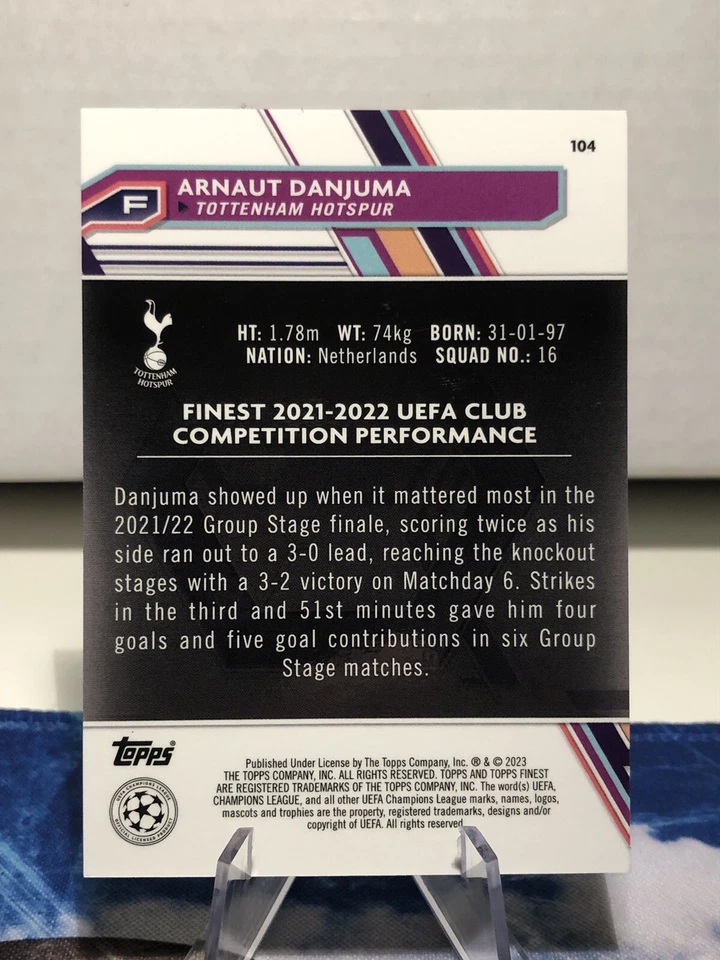 104
F
ARNAUT DANJUMA
TOTTENHAM HOTSPUR
HT: 1.78m WT: 74kg BORN: 31-01-97
NATION: Netherlands SQUAD NO.: 16
TOTTENHAM
HOTSPUR
FINEST 2021-2022 UEFA CLUB
COMPETITION PERFORMANCE
Danjuma showed up when it mattered most in the
2021/22 Group Stage finale, scoring twice as his
side ran out to a 3-0 lead, reaching the knockout
stages with a 3-2 victory on Matchday 6. Strikes
in the third and 51st minutes gave him four
goals and five goal contributions in six Group
Stage matches.
Topps®
UEFA CHAMPIONS LEAGUE
OFFICIAL LICENSED PRODUCT
Published Under License by The Topps Company, Inc. ® & © 2023
THE TOPPS COMPANY, INC. ALL RIGHTS RESERVED. TOPPS AND TOPPS FINEST
ARE REGISTERED TRADEMARKS OF THE TOPPS COMPANY, INC. The word(s) UEFA,
CHAMPIONS LEAGUE, and all other UEFA Champions League marks, names, logos,
mascots and trophies are the property, registered trademarks, designs and/or
copyright of UEFA. All rights reserved